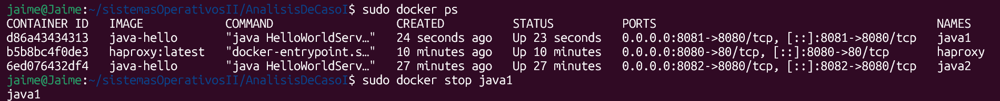 jaime@Jaime:~/sistemasOperativosII/AnalisisDeCasoI$ sudo docker ps
CONTAINER ID   IMAGE            COMMAND                  CREATED          STATUS          PORTS                                         NAMES
d86a43434313   java-hello       "java HelloWorldServ…"   24 seconds ago   Up 23 seconds   0.0.0.0:8081->8080/tcp, [::]:8081->8080/tcp   java1
b5b8bc4f0de3   haproxy:latest   "docker-entrypoint.s…"   10 minutes ago   Up 10 minutes   0.0.0.0:8080->80/tcp, [::]:8080->80/tcp       haproxy
6ed076432df4   java-hello       "java HelloWorldServ…"   27 minutes ago   Up 27 minutes   0.0.0.0:8082->8080/tcp, [::]:8082->8080/tcp   java2
jaime@Jaime:~/sistemasOperativosII/AnalisisDeCasoI$ sudo docker stop java1
java1